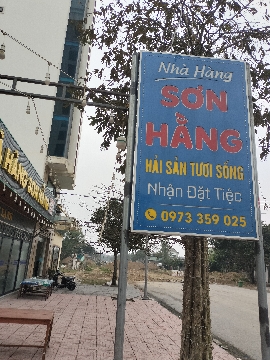 Nhà Hàng
SƠN
HẰNG
HẢI SẢN TƯƠI SỐNG
Nhận Đặt Tiệc
0973 359 025